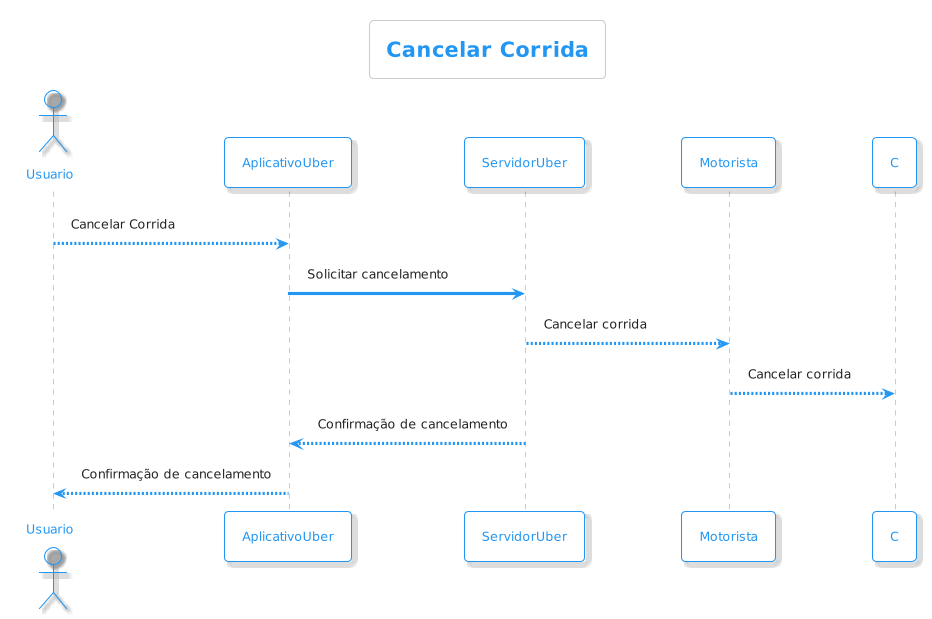 Cancelar Corrida
Usuario
AplicativoUber
ServidorUber
Motorista
C
Cancelar Corrida
Solicitar cancelamento
Cancelar corrida
Cancelar corrida
Confirmação de cancelamento
Confirmação de cancelamento
Usuario
AplicativoUber
ServidorUber
Motorista
C